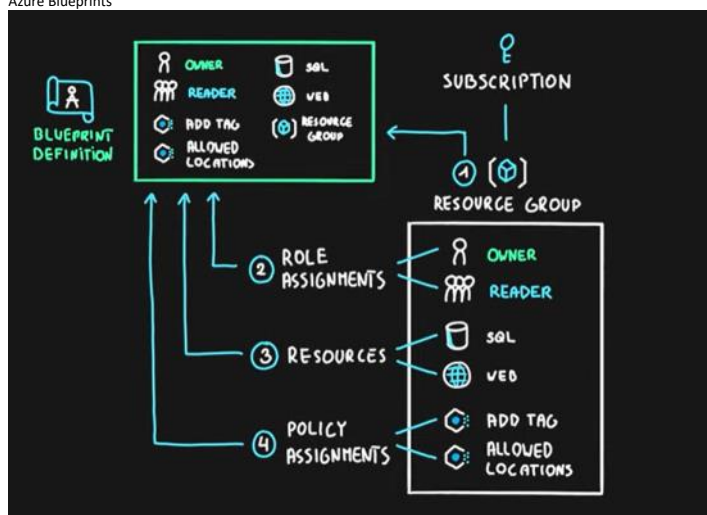 Azure Blueprints
BLUEPRINT
DEFINITION
OWNER
READER
ADD TAG
ALLOWED
LOCATIONS
SQL
WEB
RESOURCE
GROUP
SUBSCRIPTION
1
RESOURCE GROUP
2 ROLE
ASSIGNMENTS
3 RESOURCES
4 POLICY
ASSIGNMENTS
OWNER
READER
SQL
WEB
ADD TAG
ALLOWED
LOCATIONS